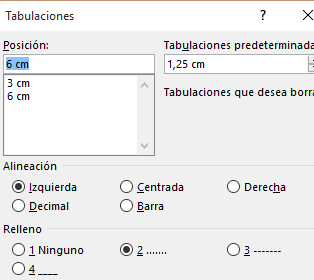 Tabulaciones ? ×
Posición: Tabulaciones predeterminada
6 cm 1,25 cm
3 cm
6 cm
Tabulaciones que desea borra
Alineación
Izquierda Centrada Derecha
Decimal Barra
Relleno
1 Ninguno 2 ....... 3 -------
4 ____